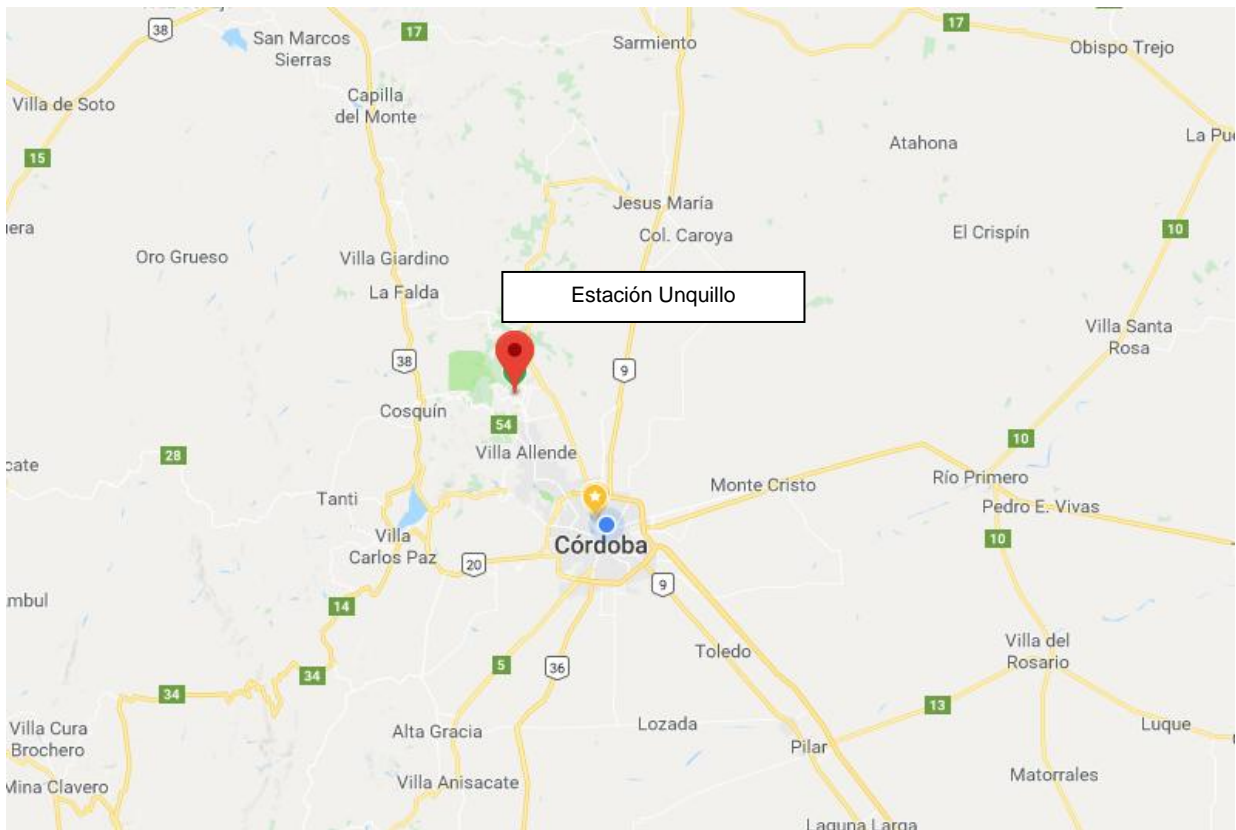 38
17
17
San Marcos
Sierras
Sarmiento
Obispo Trejo
Villa de Soto
Capilla
del Monte
La Pue
15
Atahona
Jesus María
Col. Caroya
El Crispín
10
Oro Grueso
Villa Giardino
La Falda
Estación Unquillo
Villa Santa
Rosa
38
9
Cosquín
54
Villa Allende
28
10
Tanti
Monte Cristo
Río Primero
Pedro E. Vivas
Villa
Carlos Paz
20
Córdoba
10
9
14
Toledo
Villa del
Rosario
34
34
5
36
13
Villa Cura
Brochero
Alta Gracia
Lozada
Pilar
Luque
Mina Clavero
Villa Anisacate
Matorrales
Laguna Larga